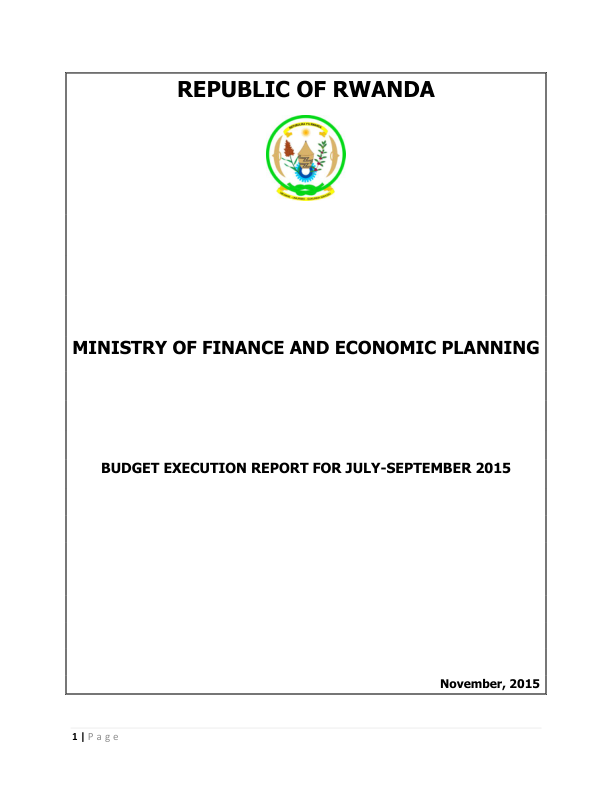 REPUBLIC OF RWANDA
MINISTRY OF FINANCE AND ECONOMIC PLANNING
BUDGET EXECUTION REPORT FOR JULY-SEPTEMBER 2015
November, 2015
1 | P a g e